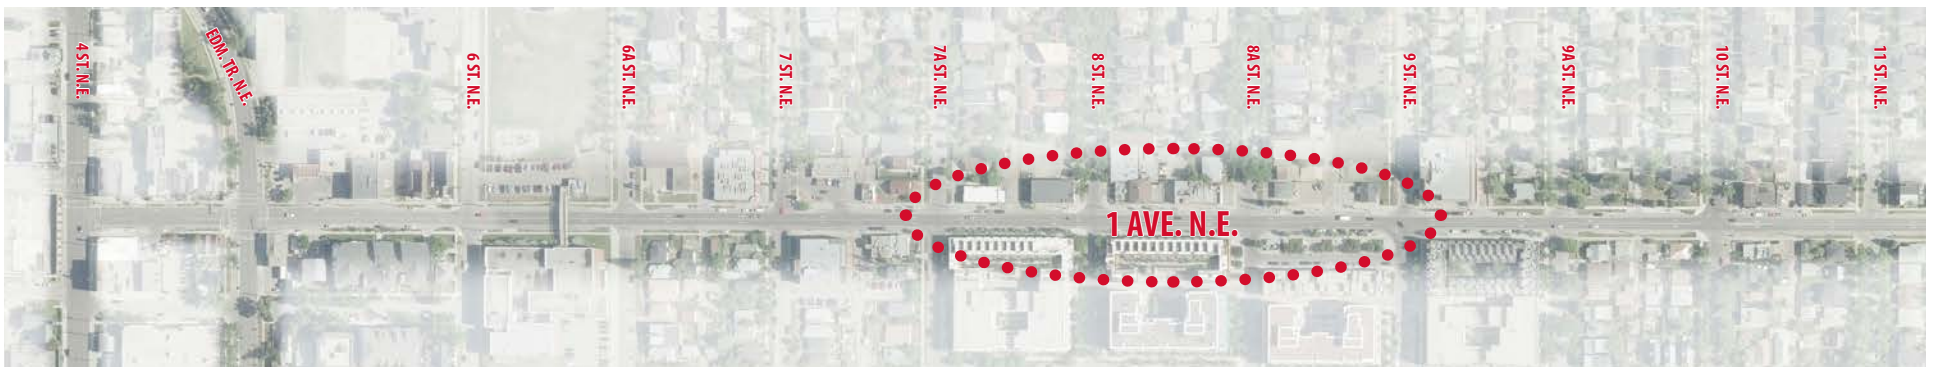 4 ST. N.E.
EDM. TR. N.E.
6 ST. N.E.
6A ST. N.E.
7 ST. N.E.
7A ST. N.E.
8 ST. N.E.
8A ST. N.E.
9 ST. N.E.
9A ST. N.E.
10 ST. N.E.
11 ST. N.E.
1 AVE. N.E.